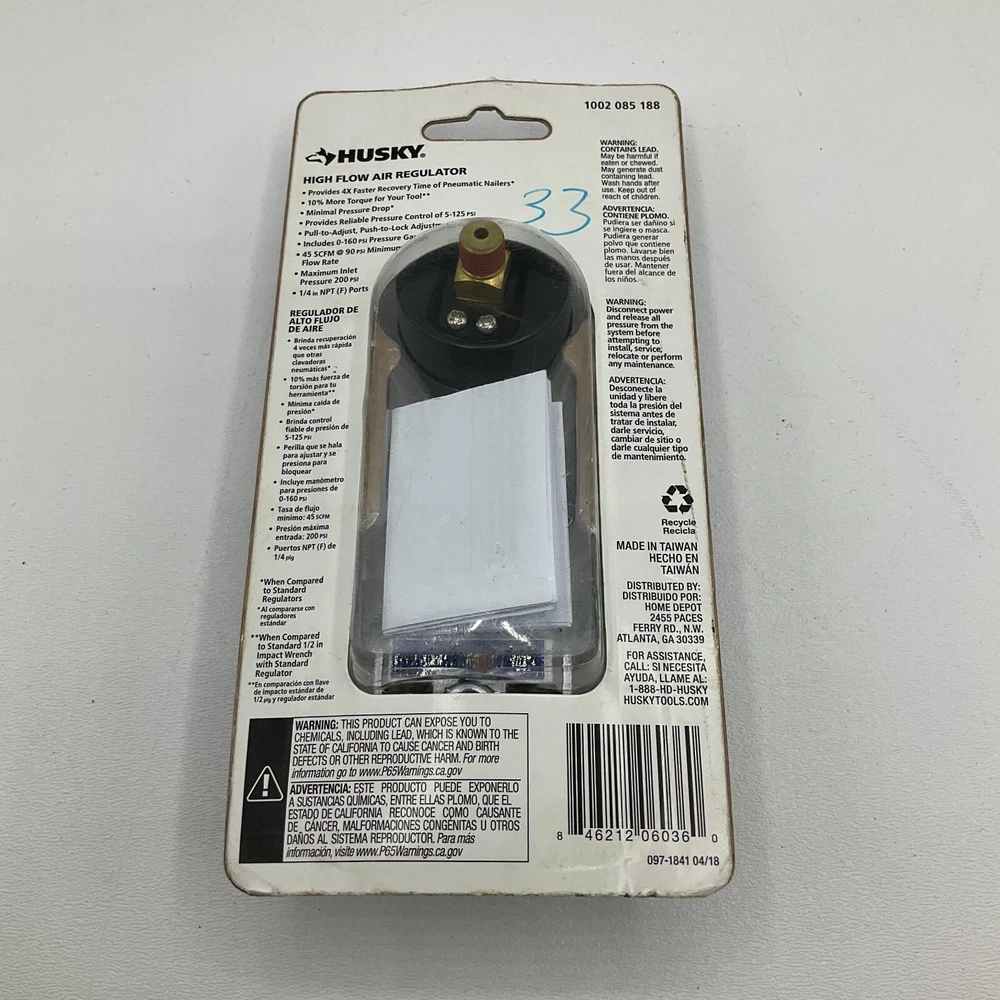 1002 085 188
HUSKY®
HIGH FLOW AIR REGULATOR
• Provides 4X Faster Recovery Time of Pneumatic Nailers*
• 10% More Torque for Your Tool**
• Minimal Pressure Drop*
• Provides Reliable Pressure Control of 5-125 PSI
• Pull-to-Adjust, Push-to-Lock
• Includes 0-160 PSI Pressure
• 45 SCFM @ 90 PSI Minimum
Flow Rate
• Maximum Inlet
Pressure 200 PSI
• 1/4 in NPT (F) Ports
33
REGULADOR DE
ALTO FLUJO
DE AIRE
• Brinda recuperación
4 veces más rápida
que otras
clavadoras
neumáticas*
• 10% más fuerza de
torsión para tu
herramienta**
• Mínima caída de
presión*
• Brinda control
fiable de presión de
5-125 PSI
• Perilla que se hala
para ajustar y se
presiona para
bloquear
• Incluye manómetro
para presiones de
0-160 PSI
• Tasa de flujo
mínimo: 45 SCFM
• Presión máxima
entrada: 200 PSI
• Puertos NPT (F) de
1/4 plg
*When Compared
to Standard
Regulators
*Al compararse con
reguladores
estándar
**When Compared
to Standard 1/2 in
Impact Wrench
with Standard
Regulator
**En comparación con llave
de impacto estándar de
1/2 plg y regulador estándar
WARNING:
CONTAINS LEAD.
May be harmful if
eaten or chewed.
May generate dust
containing lead.
Wash hands after
use. Keep out of
reach of children.
ADVERTENCIA:
CONTIENE PLOMO.
Pudiera ser dañino si
se ingiere o masca.
Pudiera generar
polvo que contiene
plomo. Lavarse bien
las manos después
de usar. Mantener
fuera del alcance de
los niños.
WARNING:
Disconnect power
and release all
pressure from the
system before
attempting to
install, service,
relocate or perform
any maintenance.
ADVERTENCIA:
Desconecte la
unidad y libere
toda la presión del
sistema antes de
tratar de instalar,
darle servicio,
cambiar de sitio o
darle cualquier tipo
de mantenimiento.
Recycle
Recicla
MADE IN TAIWAN
HECHO EN
TAIWÁN
DISTRIBUTED BY:
DISTRIBUIDO POR:
HOME DEPOT
2455 PACES
FERRY RD., N.W.
ATLANTA, GA 30339
FOR ASSISTANCE,
CALL: SI NECESITA
AYUDA, LLAME AL:
1-888-HD-HUSKY
HUSKYTOOLS.COM
WARNING: THIS PRODUCT CAN EXPOSE YOU TO
CHEMICALS, INCLUDING LEAD, WHICH IS KNOWN TO THE
STATE OF CALIFORNIA TO CAUSE CANCER AND BIRTH
DEFECTS OR OTHER REPRODUCTIVE HARM. For more
information go to www.P65Warnings.ca.gov
ADVERTENCIA: ESTE PRODUCTO PUEDE EXPONERLO
A SUSTANCIAS QUÍMICAS, ENTRE ELLAS PLOMO, QUE EL
ESTADO DE CALIFORNIA RECONOCE COMO CAUSANTE
DE CÁNCER, MALFORMACIONES CONGÉNITAS U OTROS
DAÑOS AL SISTEMA REPRODUCTOR. Para más
información, visite www.P65Warnings.ca.gov
8 46212 06036 0
097-1841 04/18